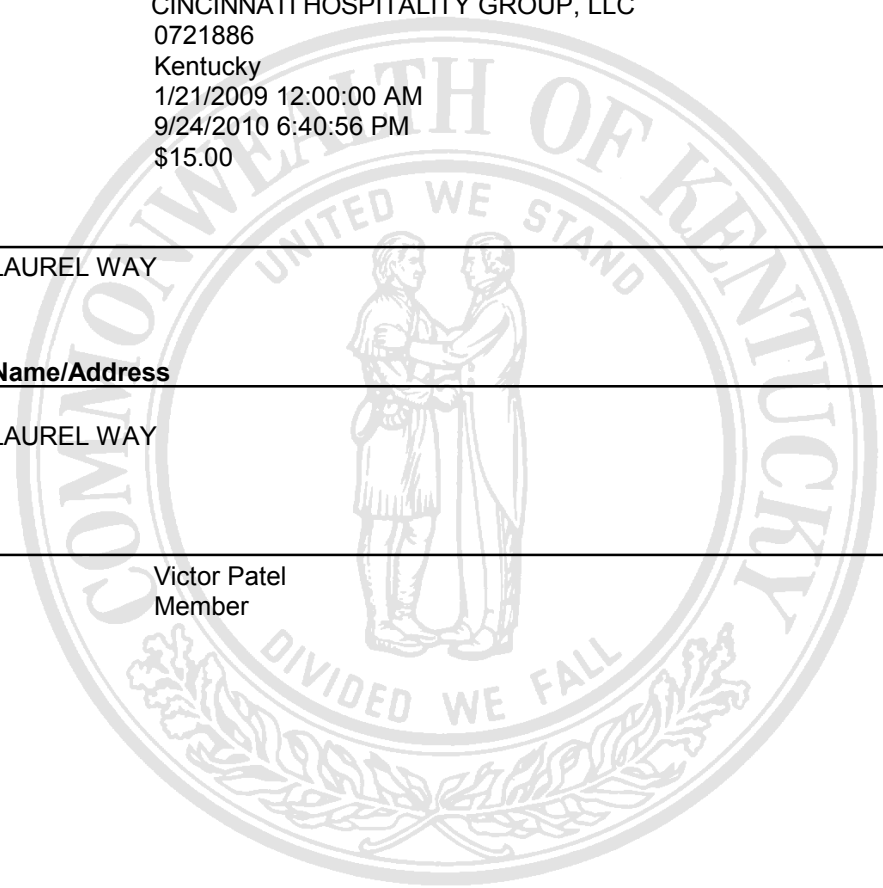 CINCINNATI HOSPITALITY GROUP, LLC
0721886
Kentucky
1/21/2009 12:00:00 AM
9/24/2010 6:40:56 PM
$15.00
COMMONWEALTH OF KENTUCKY
UNITED WE STAND
LAUREL WAY
Name/Address
LAUREL WAY
Victor Patel
Member
DIVIDED WE FALL